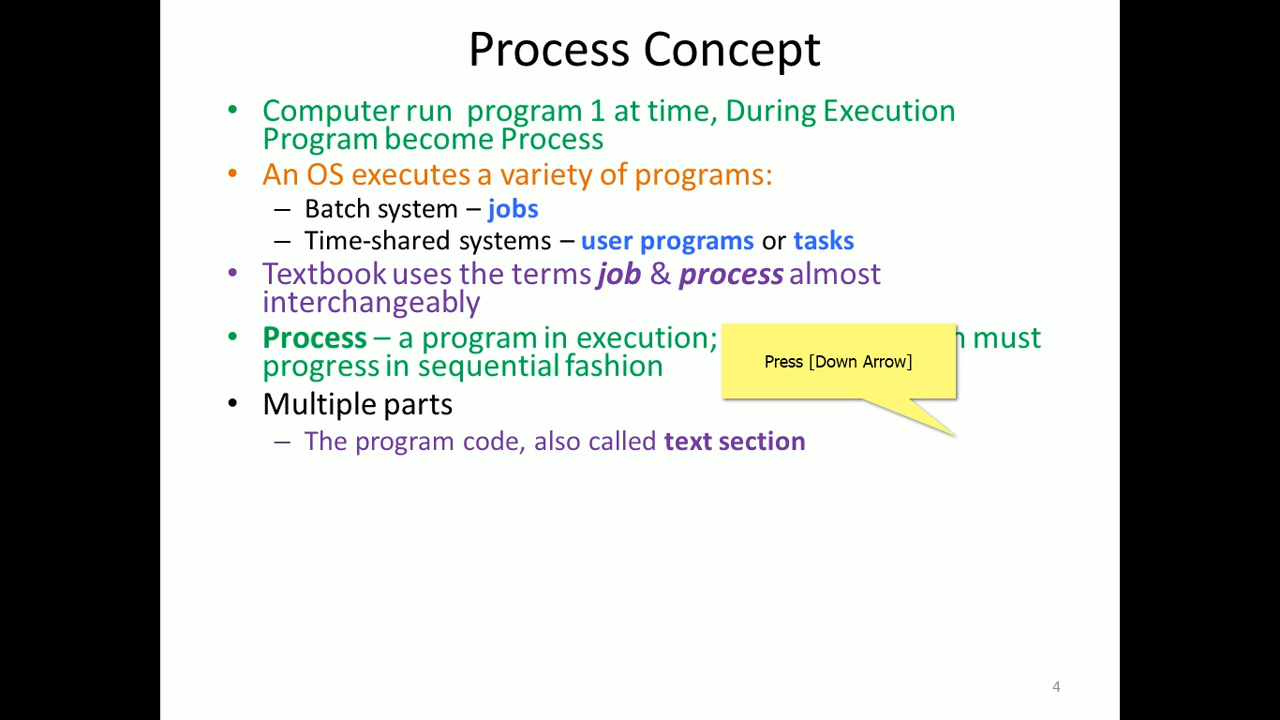 Process Concept
• Computer run program 1 at time, During Execution
Program become Process
• An OS executes a variety of programs:
– Batch system – jobs
– Time-shared systems – user programs or tasks
• Textbook uses the terms job & process almost
interchangeably
• Process – a program in execution; must
progress in sequential fashion
Press [Down Arrow]
• Multiple parts
– The program code, also called text section
4